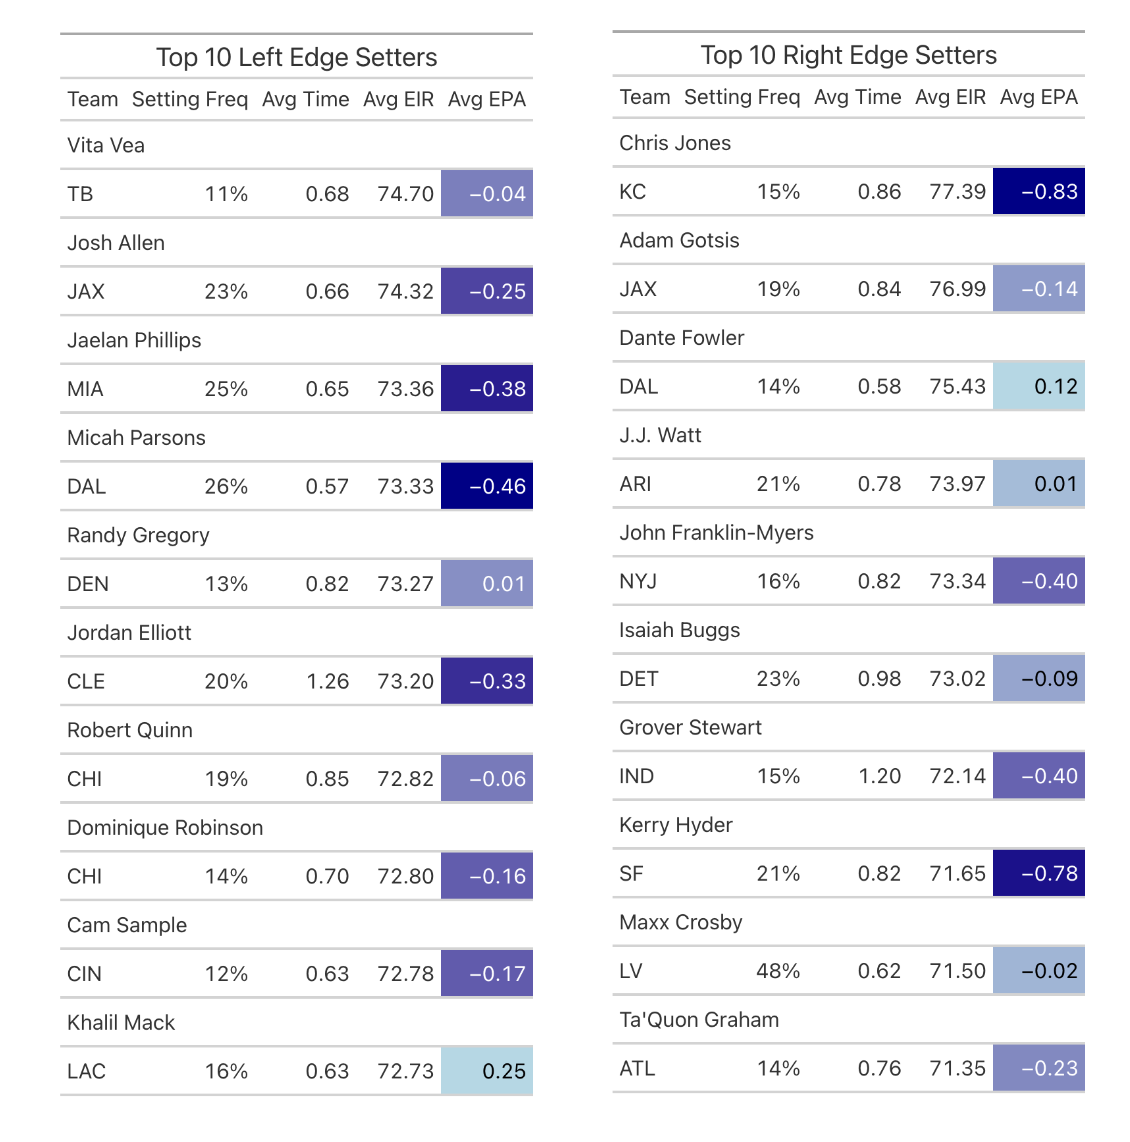 Top 10 Left Edge Setters
Team Setting Freq Avg Time Avg EIR Avg EPA
Vita Vea
TB 11% 0.68 74.70 −0.04
Josh Allen
JAX 23% 0.66 74.32 −0.25
Jaelan Phillips
MIA 25% 0.65 73.36 −0.38
Micah Parsons
DAL 26% 0.57 73.33 −0.46
Randy Gregory
DEN 13% 0.82 73.27 0.01
Jordan Elliott
CLE 20% 1.26 73.20 −0.33
Robert Quinn
CHI 19% 0.85 72.82 −0.06
Dominique Robinson
CHI 14% 0.70 72.80 −0.16
Cam Sample
CIN 12% 0.63 72.78 −0.17
Khalil Mack
LAC 16% 0.63 72.73 0.25
Top 10 Right Edge Setters
Team Setting Freq Avg Time Avg EIR Avg EPA
Chris Jones
KC 15% 0.86 77.39 −0.83
Adam Gotsis
JAX 19% 0.84 76.99 −0.14
Dante Fowler
DAL 14% 0.58 75.43 0.12
J.J. Watt
ARI 21% 0.78 73.97 0.01
John Franklin-Myers
NYJ 16% 0.82 73.34 −0.40
Isaiah Buggs
DET 23% 0.98 73.02 −0.09
Grover Stewart
IND 15% 1.20 72.14 −0.40
Kerry Hyder
SF 21% 0.82 71.65 −0.78
Maxx Crosby
LV 48% 0.62 71.50 −0.02
Ta'Quon Graham
ATL 14% 0.76 71.35 −0.23